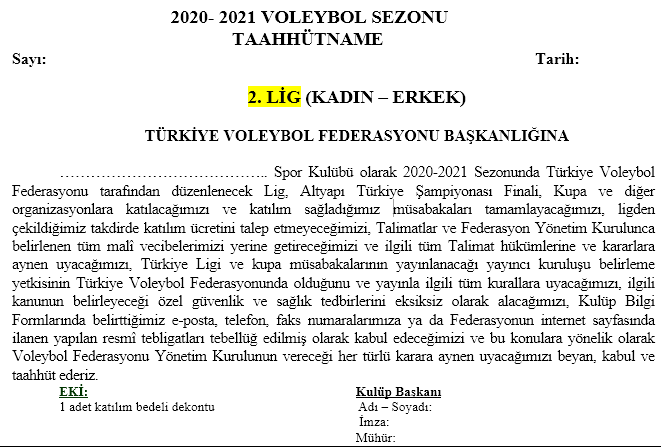 2020- 2021 VOLEYBOL SEZONU
TAAHHÜTNAME
Sayı: Tarih:
2. LİG (KADIN – ERKEK)
TÜRKİYE VOLEYBOL FEDERASYONU BAŞKANLIĞINA
………………………………….. Spor Kulübü olarak 2020-2021 Sezonunda Türkiye Voleybol
Federasyonu tarafından düzenlenecek Lig, Altyapı Türkiye Şampiyonası Finali, Kupa ve diğer
organizasyonlara katılacağımızı ve katılım sağladığımız müsabakaları tamamlayacağımızı, ligden
çekildiğimiz takdirde katılım ücretini talep etmeyeceğimizi, Talimatlar ve Federasyon Yönetim Kurulunca
belirlenen tüm malî vecibelerimizi yerine getireceğimizi ve ilgili tüm Talimat hükümlerine ve kararlara
aynen uyacağımızı, Türkiye Ligi ve kupa müsabakalarının yayınlanacağı yayıncı kuruluşu belirleme
yetkisinin Türkiye Voleybol Federasyonunda olduğunu ve yayınla ilgili tüm kurallara uyacağımızı, ilgili
kanunun belirleyeceği özel güvenlik ve sağlık tedbirlerini eksiksiz olarak alacağımızı, Kulüp Bilgi
Formlarında belirttiğimiz e-posta, telefon, faks numaralarımıza ya da Federasyonun internet sayfasında
ilanen yapılan resmî tebligatları tebellüğ edilmiş olarak kabul edeceğimizi ve bu konulara yönelik olarak
Voleybol Federasyonu Yönetim Kurulunun vereceği her türlü karara aynen uyacağımızı beyan, kabul ve
taahhüt ederiz.
EKİ: Kulüp Başkanı
1 adet katılım bedeli dekontu Adı – Soyadı:
İmza:
Mühür: